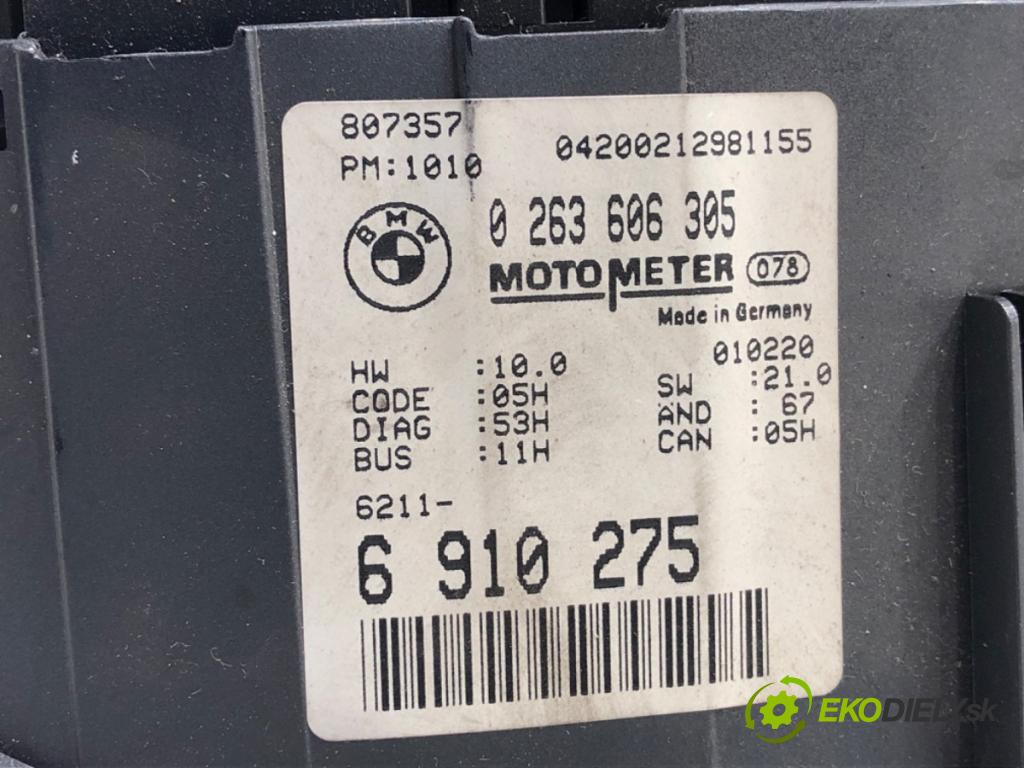 807357
PM:1010
04200212981155
BMW
0 263 606 305
MOTOMETER 078
Made in Germany
010220
HW :10.0 SW :21.0
CODE :05H ÄND : 67
DIAG :53H CAN :05H
BUS :11H
6211-
6 910 275
EKODIELY.sk